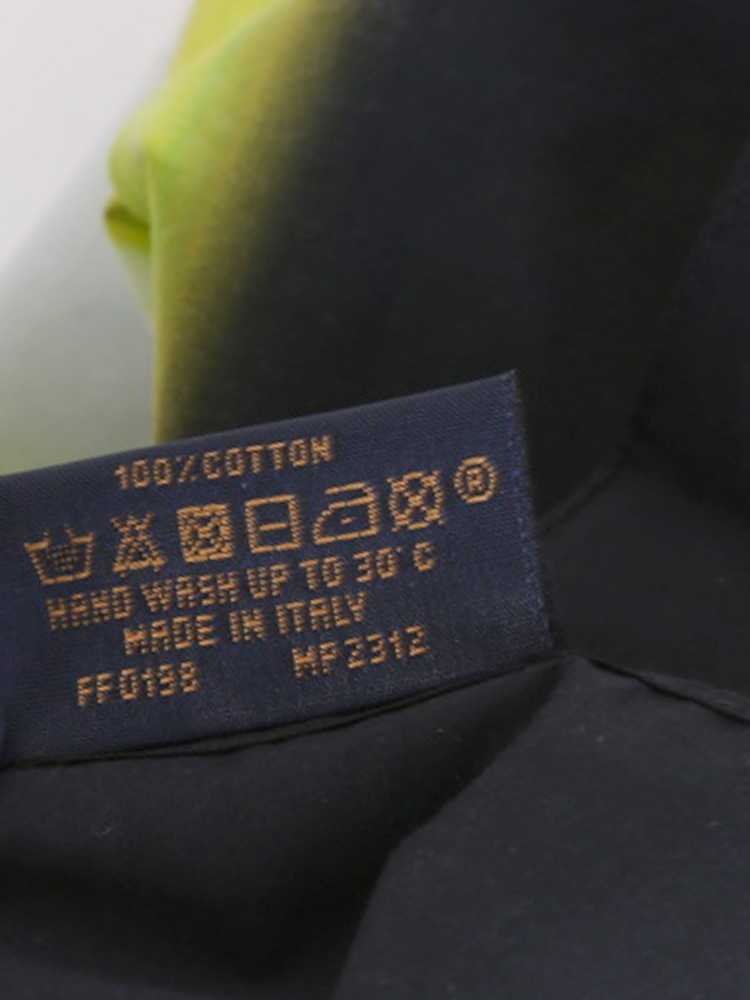 100%COTTON
®
HAND WASH UP TO 30°C
MADE IN ITALY
FF0198 MP2312